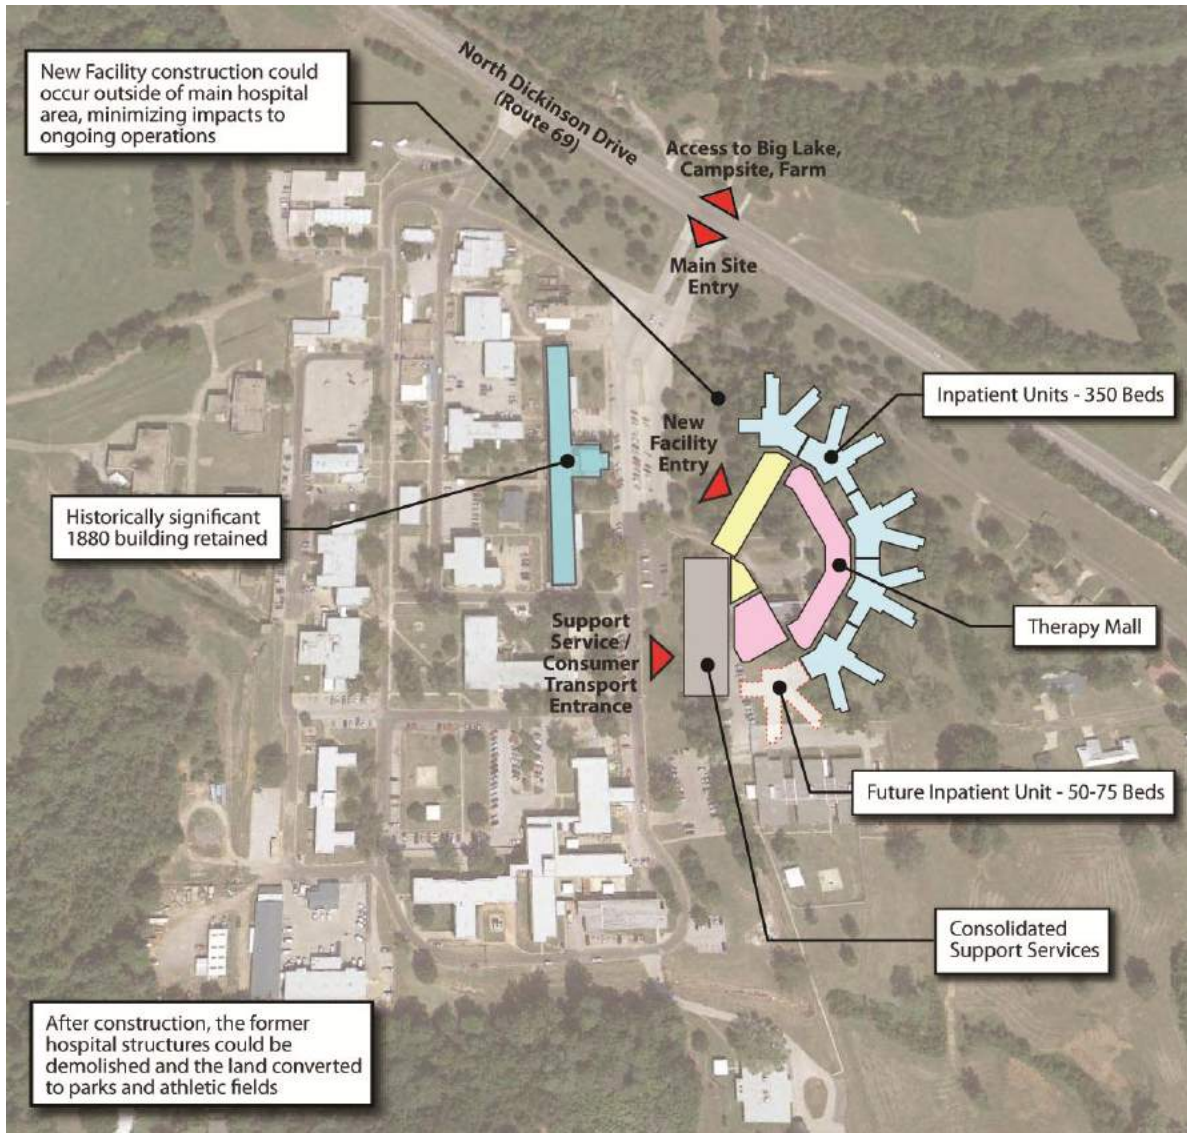 New Facility construction could
occur outside of main hospital
area, minimizing impacts to
ongoing operations
North Dickinson Drive
(Route 69)
Access to Big Lake,
Campsite, Farm
Main Site
Entry
Inpatient Units - 350 Beds
New
Facility
Entry
Historically significant
1880 building retained
Support
Service /
Consumer
Transport
Entrance
Therapy Mall
Future Inpatient Unit - 50-75 Beds
Consolidated
Support Services
After construction, the former
hospital structures could be
demolished and the land converted
to parks and athletic fields